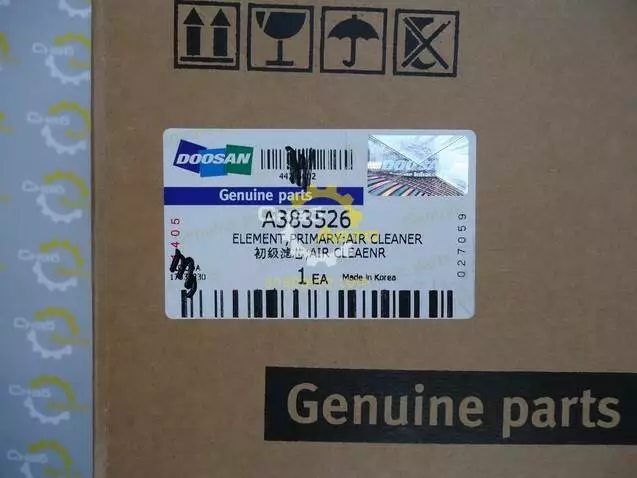 DOOSAN
DOOSAN
Genuine parts
A383526
ELEMENT,PRIMARY;AIR CLEANER
初级滤芯,AIR CLEAENR
1 EA
Made in Korea
027059
Genuine parts